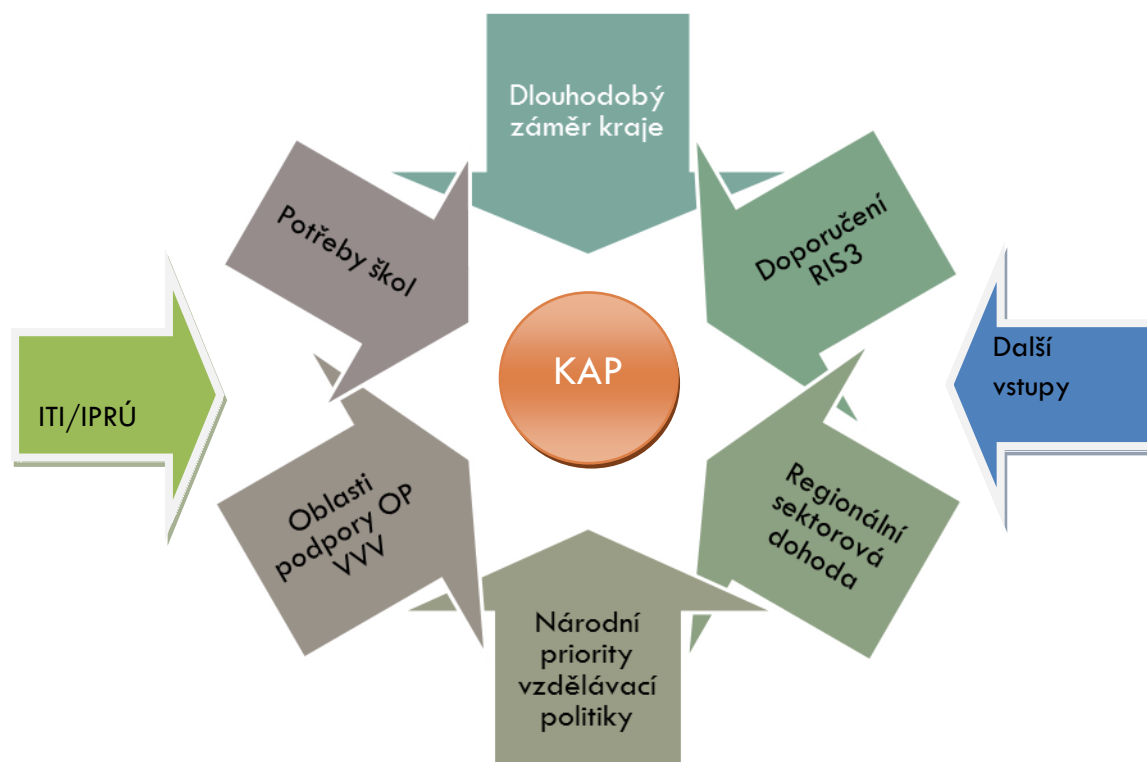 Dlouhodobý
záměr kraje
Potřeby škol
Doporučení
RIS3
KAP
Další
vstupy
ITI/IPRÚ
Oblasti
podpory OP
VVV
Regionální
sektorová
dohoda
Národní
priority
vzdělávací
politiky